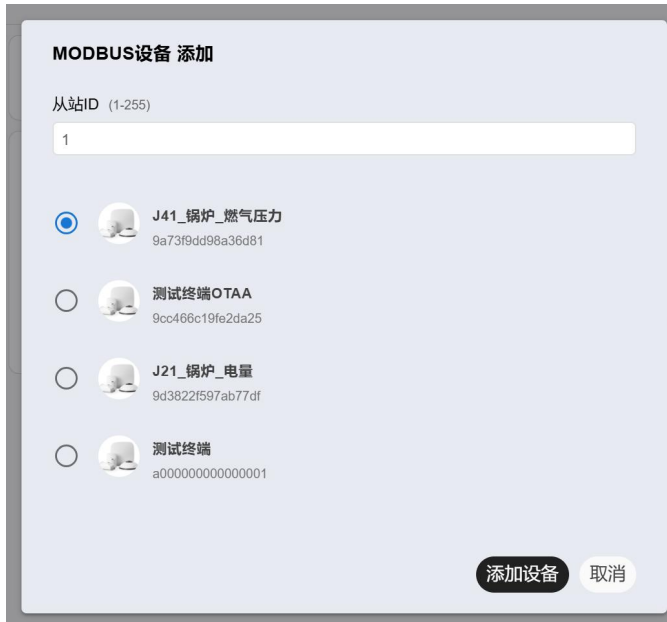 MODBUS设备 添加
从站ID (1-255)
1
J41_锅炉_燃气压力
9a73f9dd98a36d81
测试终端OTAA
9cc466c19fe2da25
J21_锅炉_电量
9d3822f597ab77df
测试终端
a000000000000001
添加设备 取消